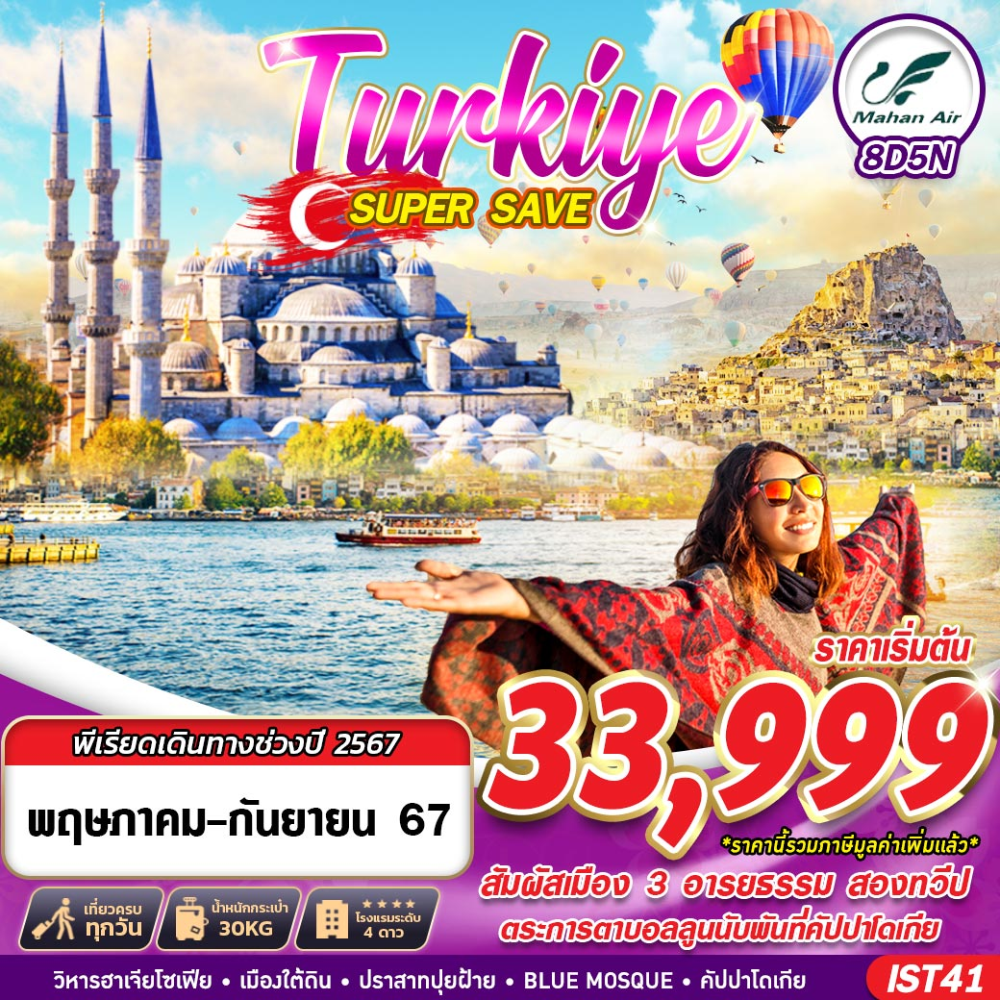 Turkiye
SUPER SAVE
Mahan Air
8D5N
ราคาเริ่มต้น
33,999
*ราคานี้รวมภาษีมูลค่าเพิ่มแล้ว*
พีเรียดเดินทางช่วงปี 2567
พฤษภาคม-กันยายน 67
สัมผัสเมือง 3 อารยธรรม สองทวีป
ตระการตาบอลลูนนับพันที่คัปปาโดเกีย
เที่ยวครบ
ทุกวัน
น้ำหนักกระเป๋า
30KG
โรงแรมระดับ
4 ดาว
วิหารฮาเจียโซเฟีย • เมืองใต้ดิน • ปราสาทปุยฝ้าย • BLUE MOSQUE • คัปปาโดเกีย
IST41